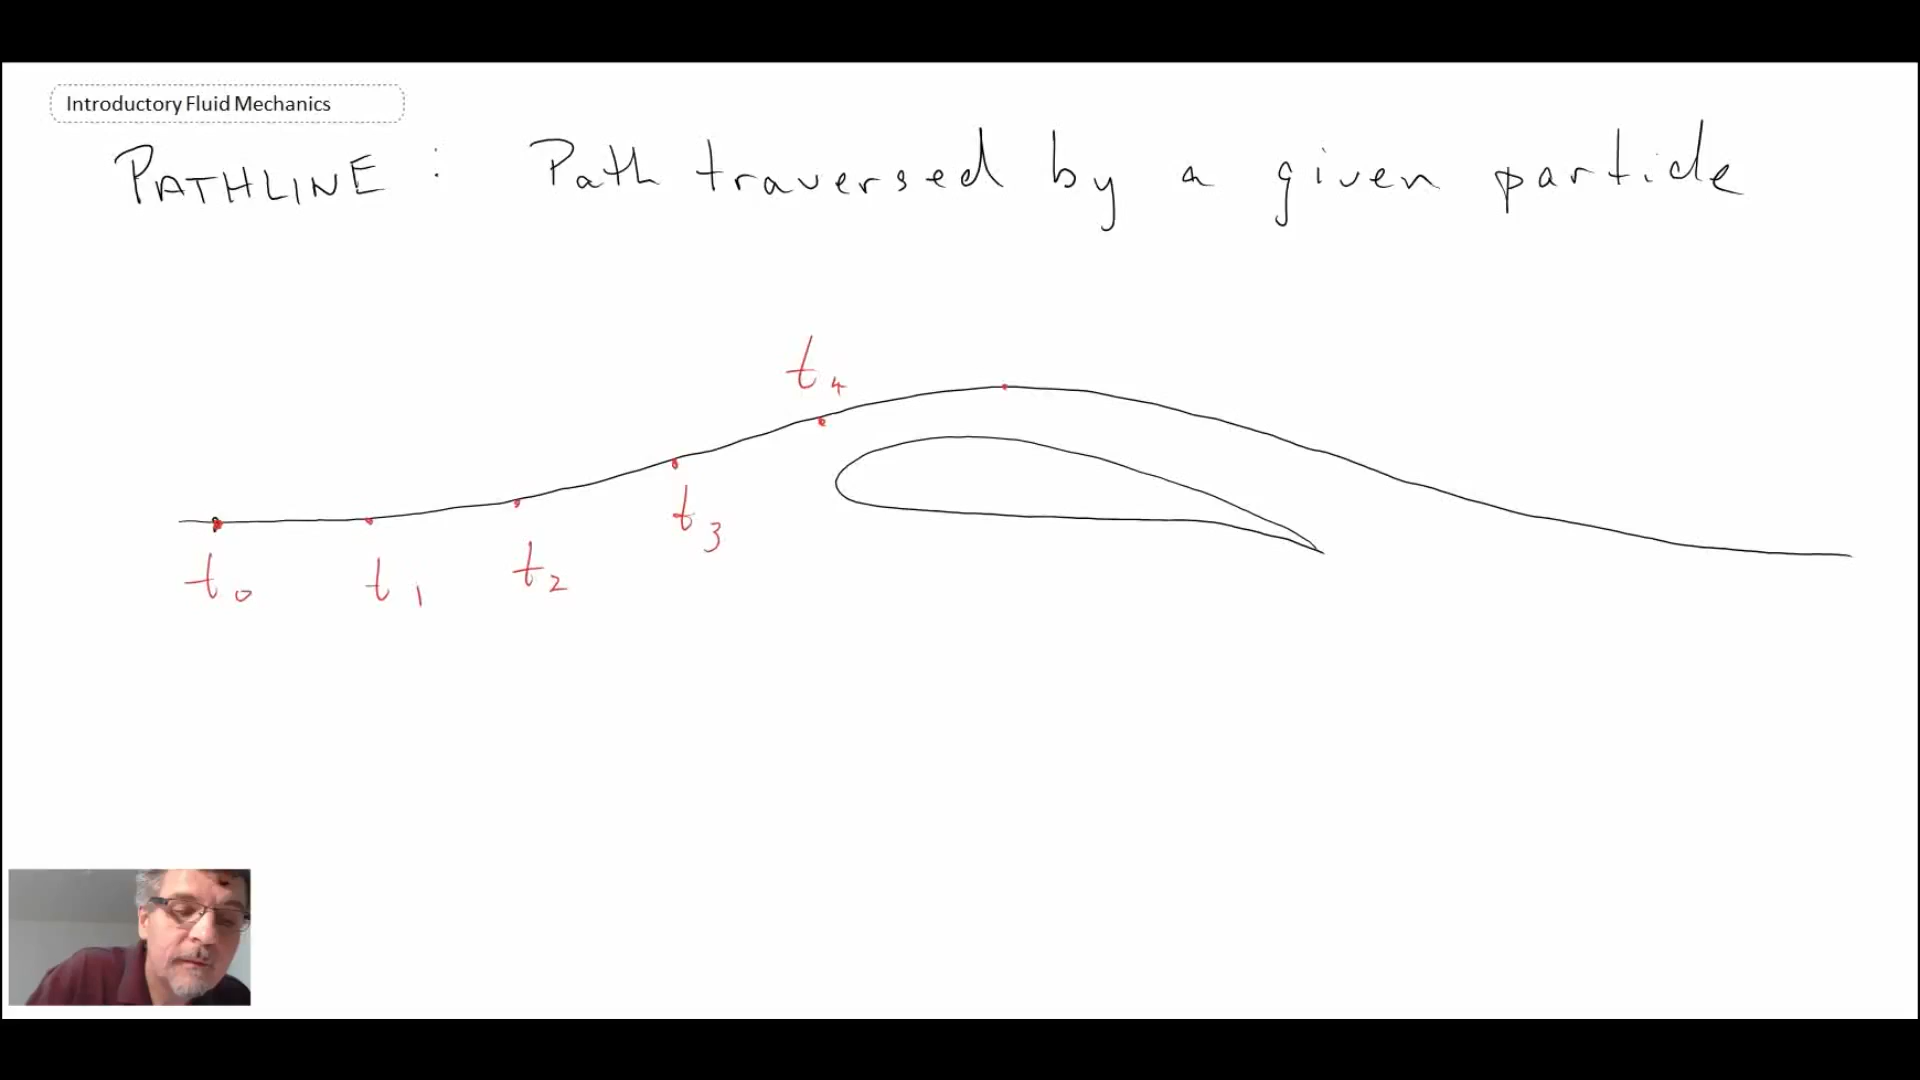 Introductory Fluid Mechanics
PATHLINE : Path traversed by a given particle
t4
t3
t0 t1 t2